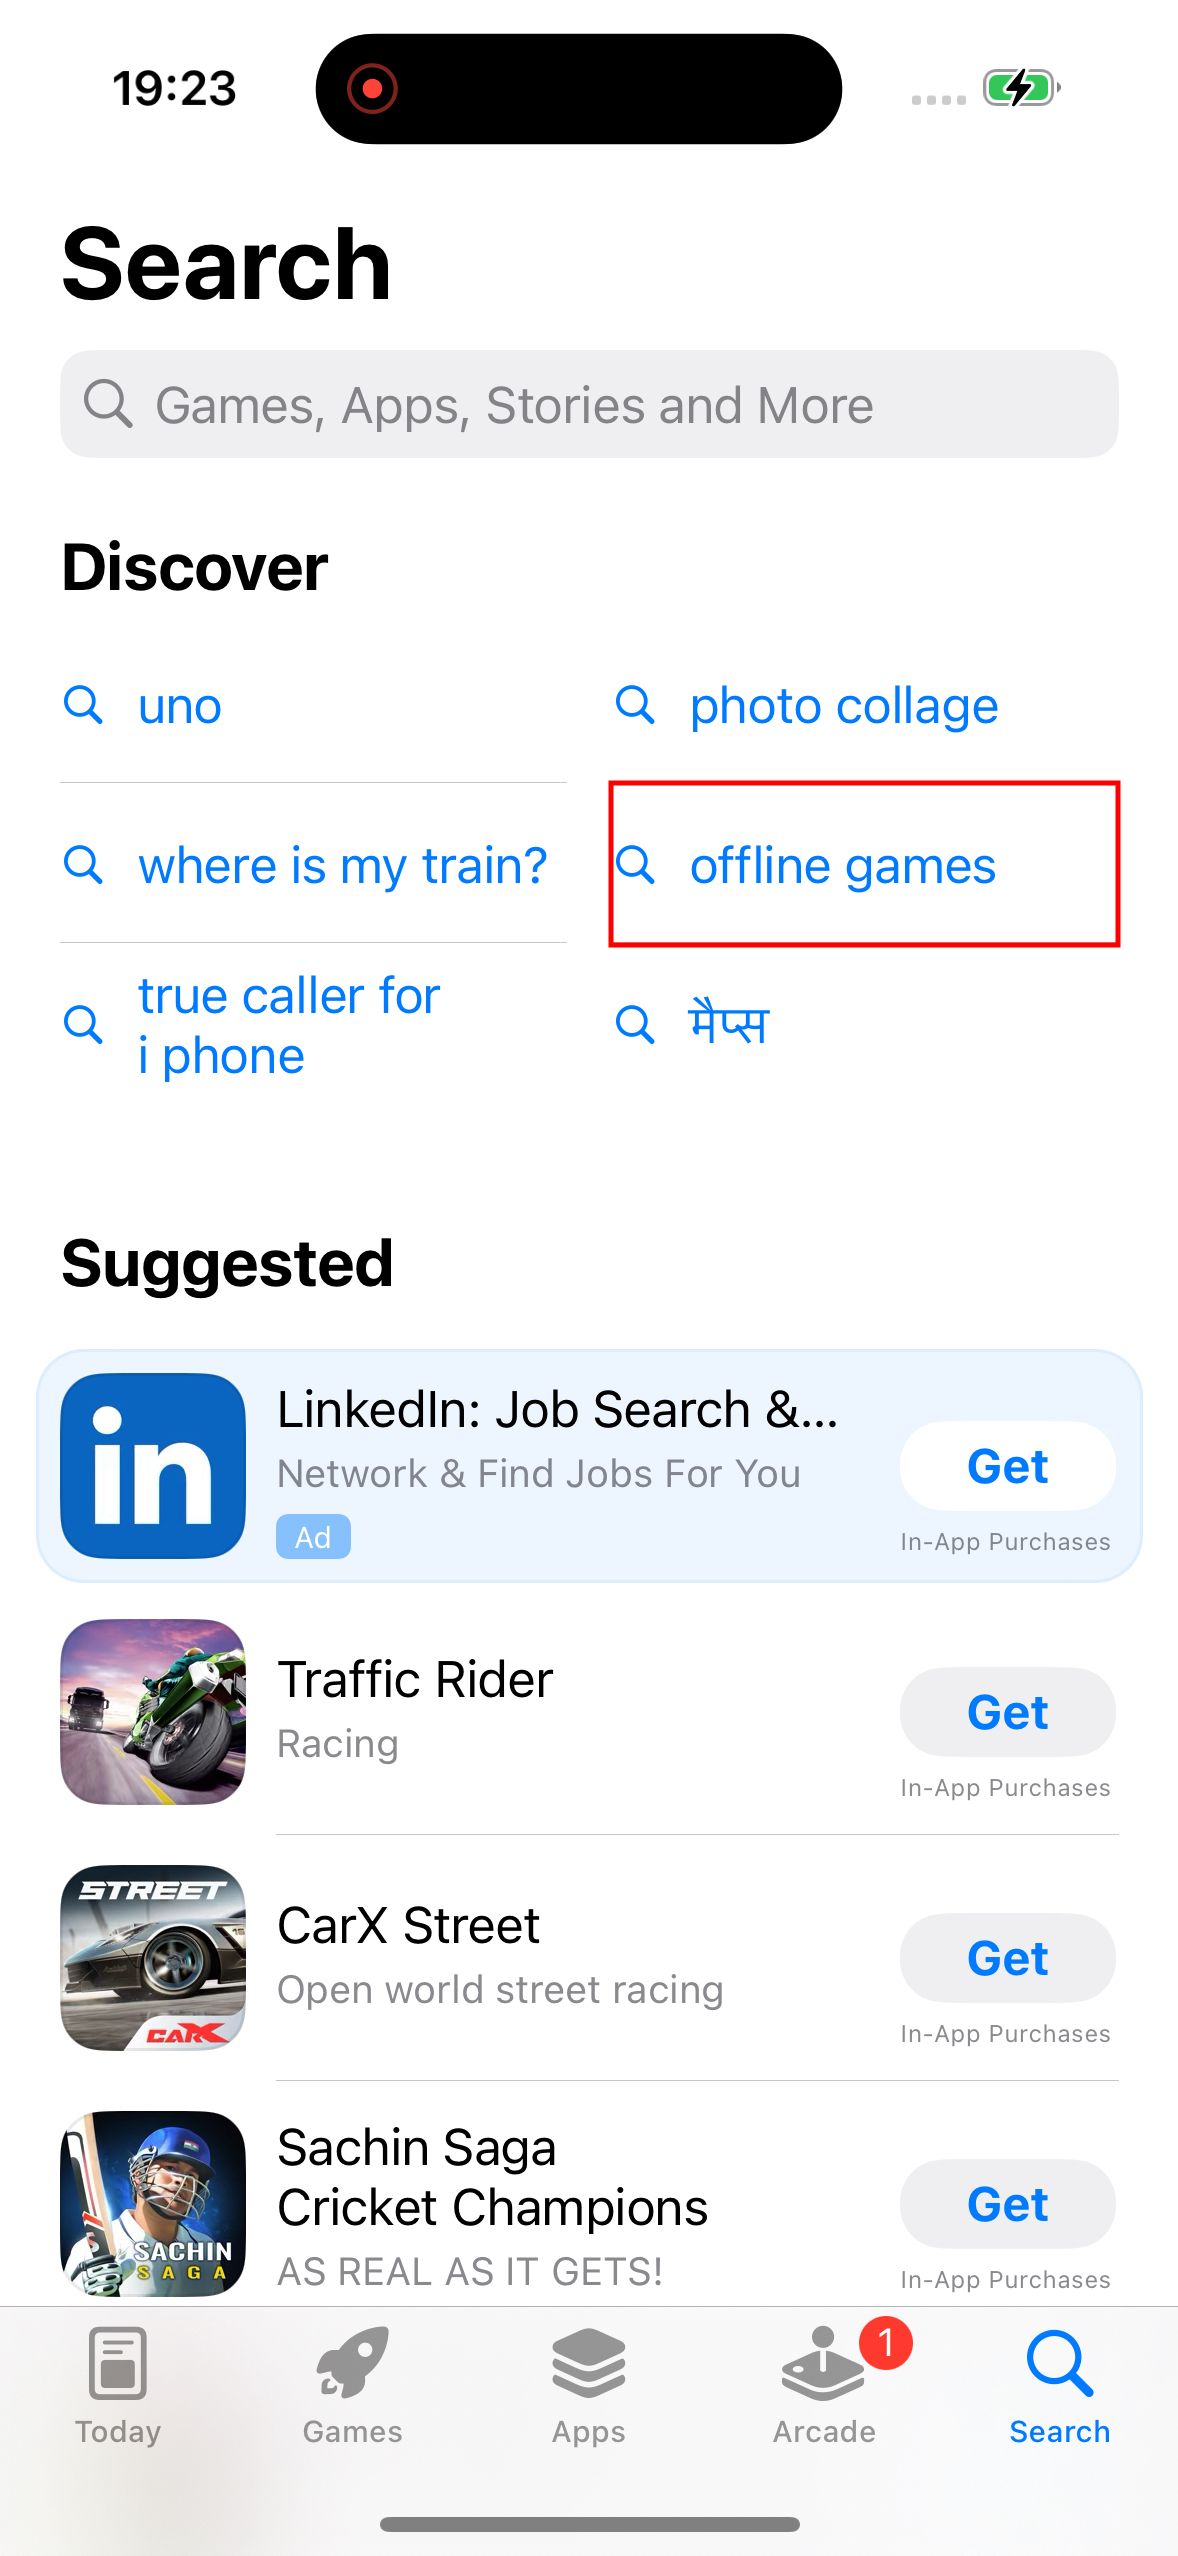 19:23
Search
Games, Apps, Stories and More
Discover
uno
photo collage
where is my train?
offline games
true caller for
i phone
मैप्स
Suggested
in
LinkedIn: Job Search &...
Network & Find Jobs For You
Ad
Get
In-App Purchases
Traffic Rider
Racing
Get
In-App Purchases
STREET
CARX
CarX Street
Open world street racing
Get
In-App Purchases
SACHIN
SAGA
Sachin Saga
Cricket Champions
AS REAL AS IT GETS!
Get
In-App Purchases
1
Today
Games
Apps
Arcade
Search